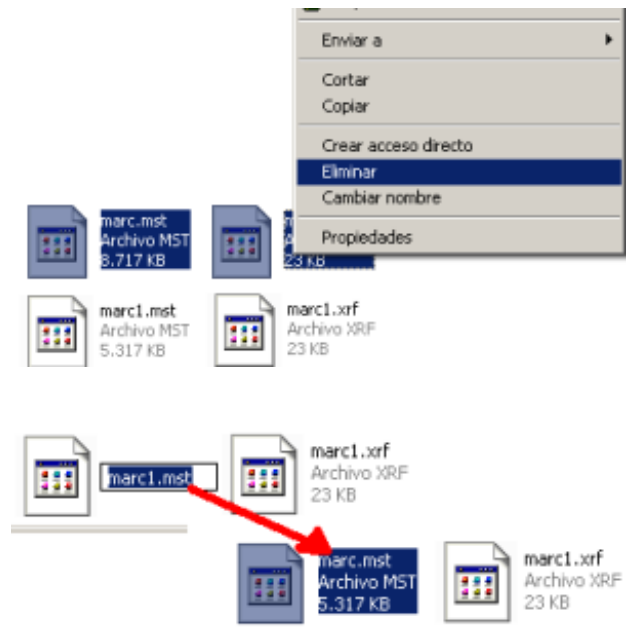 Enviar a
Cortar
Copiar
Crear acceso directo
Eliminar
Cambiar nombre
Propiedades
marc.mst
Archivo MST
8.717 KB
23 KB
marc1.mst
Archivo MST
5.317 KB
marc1.xrf
Archivo XRF
23 KB
marc1.mst
marc1.xrf
Archivo XRF
23 KB
marc.mst
Archivo MST
5.317 KB
marc1.xrf
Archivo XRF
23 KB